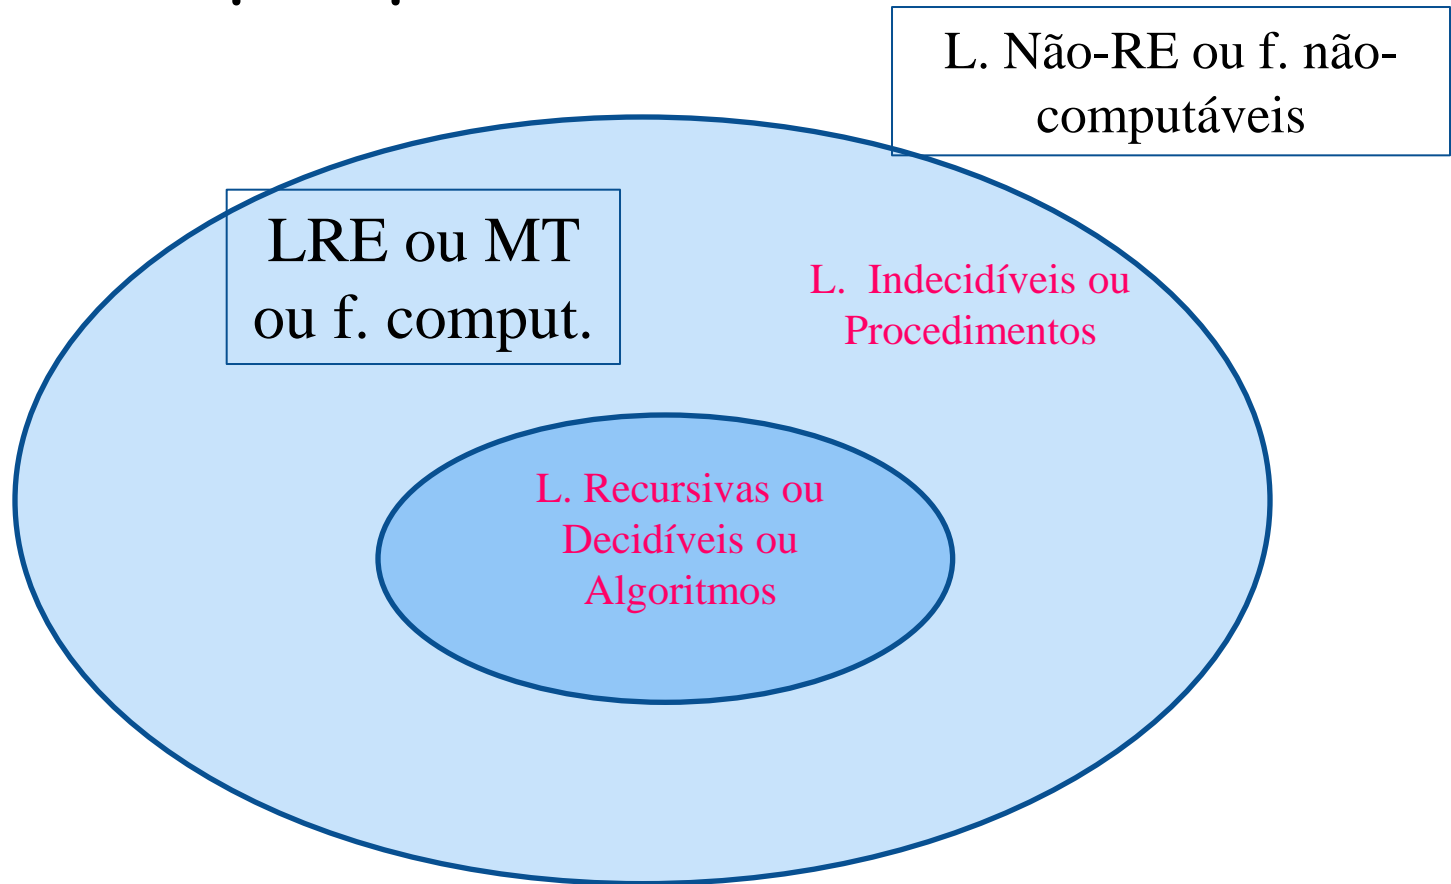 L. Não-RE ou f. não-
computáveis
LRE ou MT
ou f. comput.
L. Indecidíveis ou
Procedimentos
L. Recursivas ou
Decidíveis ou
Algoritmos